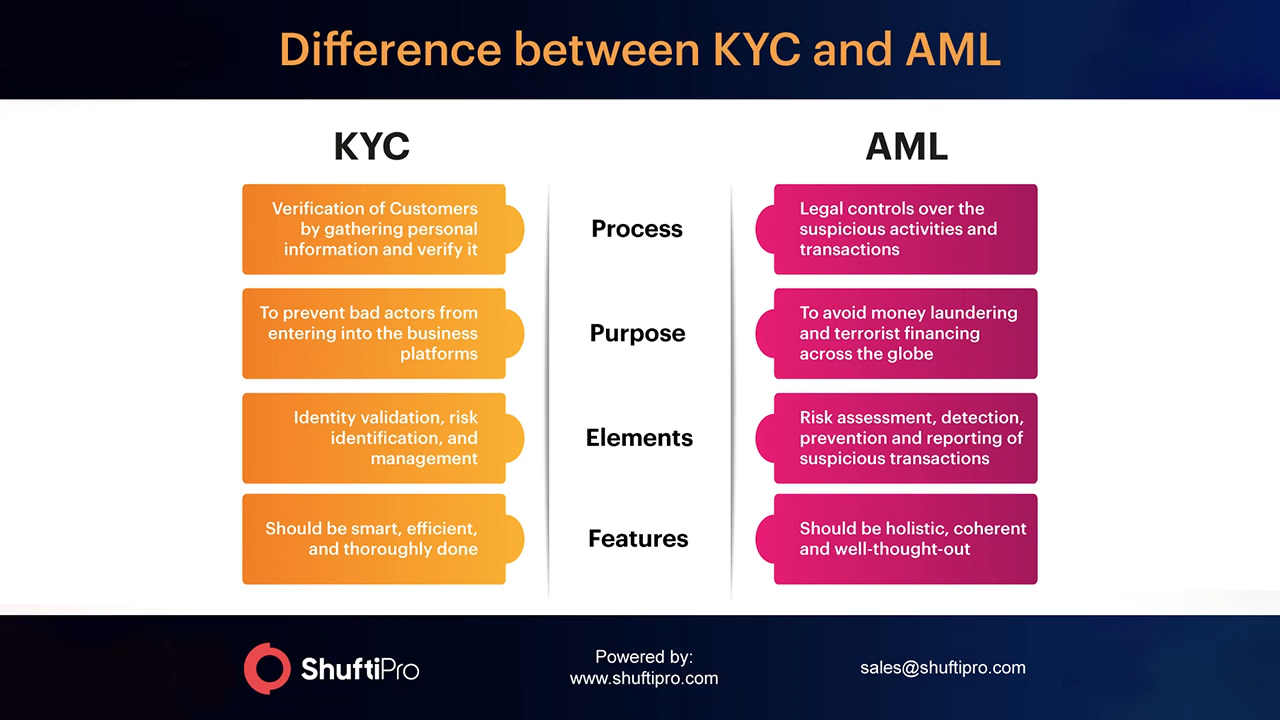 Difference between KYC and AML
KYC
AML
Verification of Customers
by gathering personal
information and verify it
Process
Legal controls over the
suspicious activities and
transactions
To prevent bad actors from
entering into the business
platforms
Purpose
To avoid money laundering
and terrorist financing
across the globe
Identity validation, risk
identification, and
management
Elements
Risk assessment, detection,
prevention and reporting of
suspicious transactions
Should be smart, efficient,
and thoroughly done
Features
Should be holistic, coherent
and well-thought-out
ShuftiPro
Powered by:
www.shuftipro.com
sales@shuftipro.com